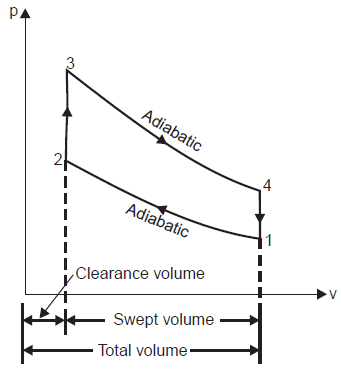 p
3
Adiabatic
2
4
Adiabatic
1
v
Clearance volume
Swept volume
Total volume